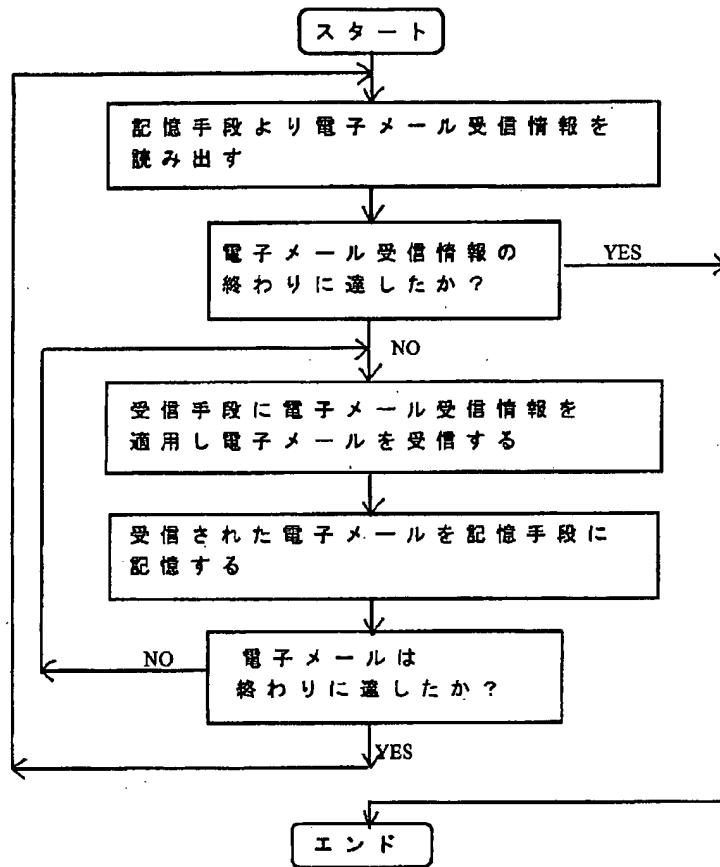 スタート
記憶手段より電子メール受信情報を
読み出す
電子メール受信情報の
終わりに達したか？
YES
NO
受信手段に電子メール受信情報を
適用し電子メールを受信する
受信された電子メールを記憶手段に
記憶する
電子メールは
終わりに達したか？
NO
YES
エンド